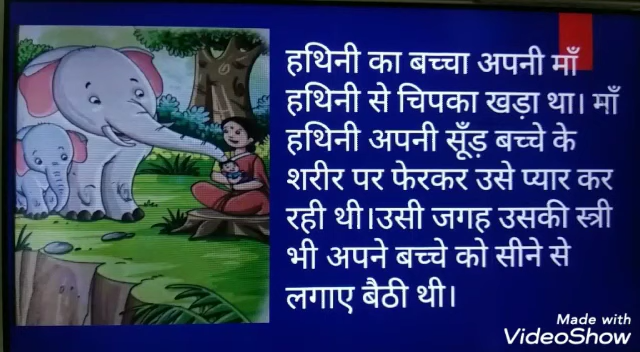 हथिनी का बच्चा अपनी माँ
हथिनी से चिपका खड़ा था। माँ
हथिनी अपनी सूँड़ बच्चे के
शरीर पर फेरकर उसे प्यार कर
रही थी।उसी जगह उसकी स्त्री
भी अपने बच्चे को सीने से
लगाए बैठी थी।
Made with
VideoShow